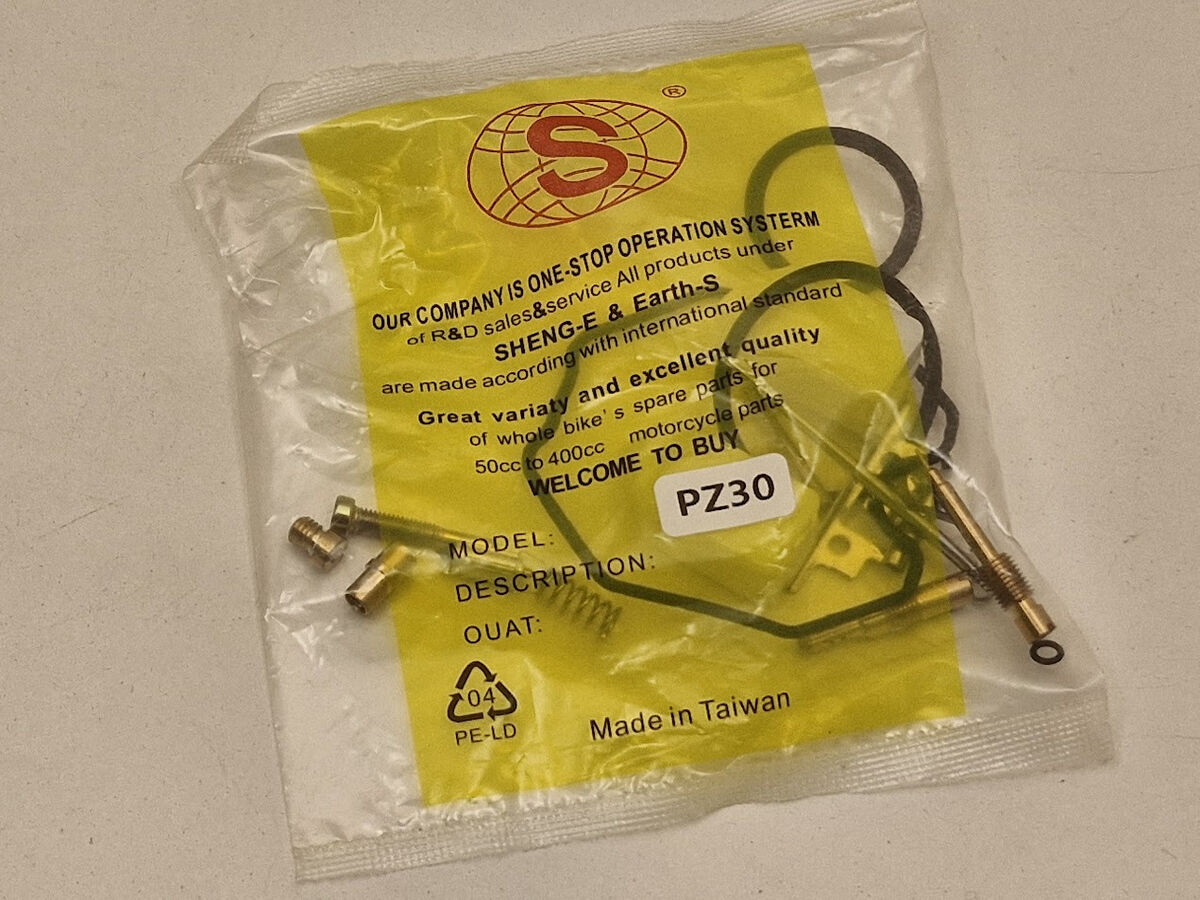 S ®
OUR COMPANY IS ONE-STOP OPERATION SYSTERM
of R&D sales&service All products under
SHENG-E & Earth-S
are made according with international standard
Great variaty and excellent quality
of whole bike' s spare parts for
50cc to 400cc motorcycle parts
WELCOME TO BUY
PZ30
MODEL:
DESCRIPTION:
OUAT:
04
PE-LD
Made in Taiwan